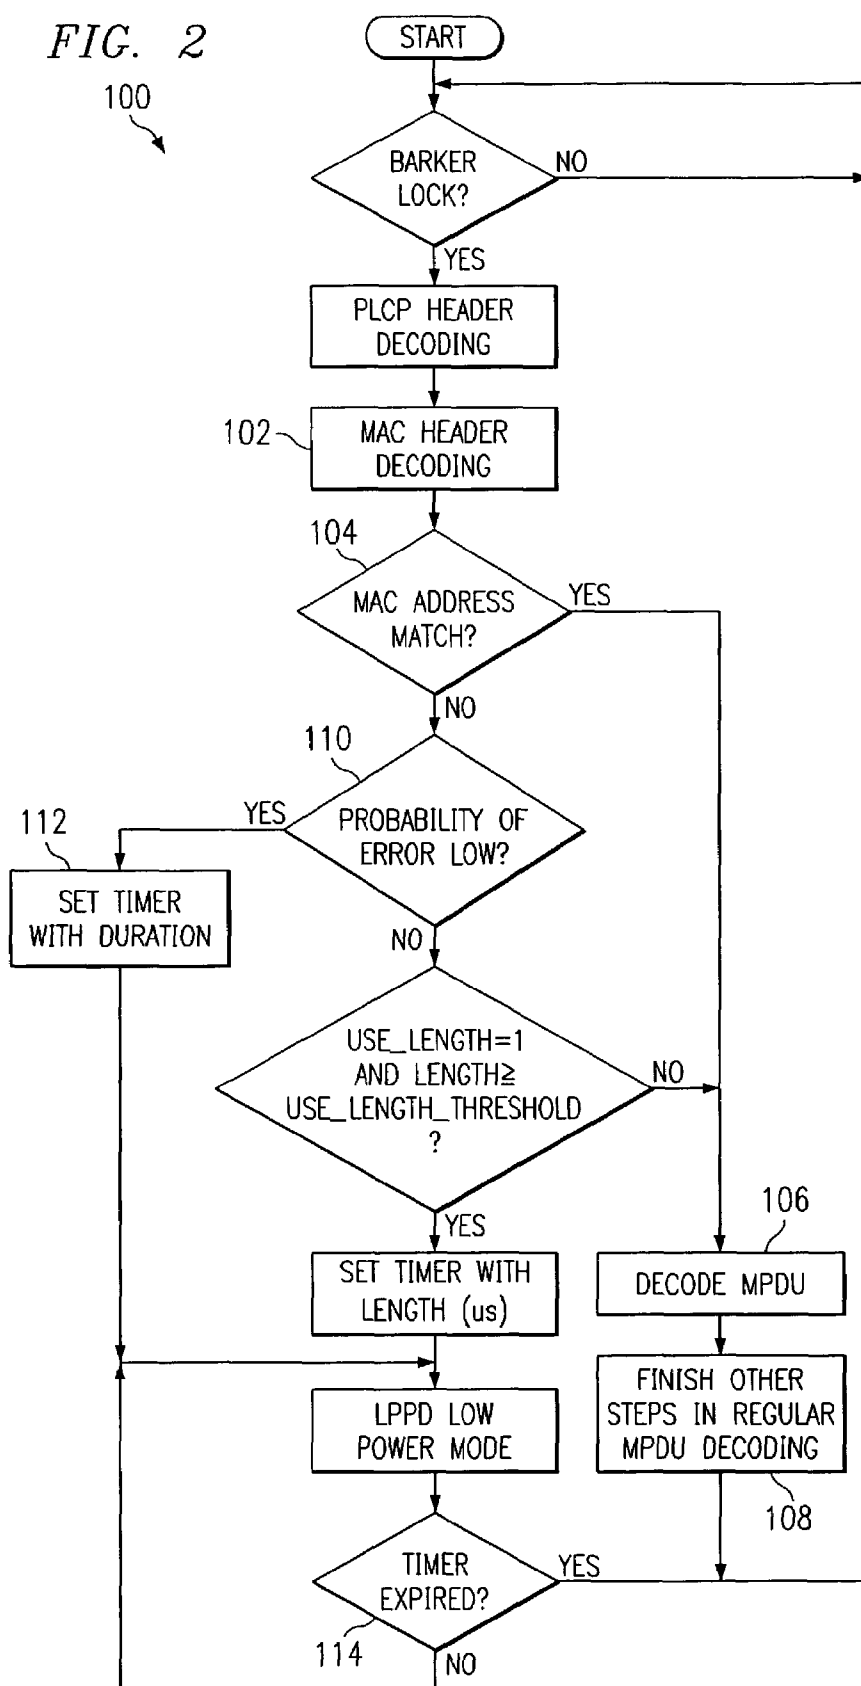 FIG. 2
START
100
BARKER
LOCK?
NO
YES
PLCP HEADER
DECODING
102
MAC HEADER
DECODING
104
MAC ADDRESS
MATCH?
YES
NO
110
PROBABILITY OF
ERROR LOW?
YES
112
SET TIMER
WITH DURATION
NO
USE_LENGTH=1
AND LENGTH≥
USE_LENGTH_THRESHOLD
?
NO
YES
SET TIMER WITH
LENGTH (us)
106
DECODE MPDU
FINISH OTHER
STEPS IN REGULAR
MPDU DECODING
108
LPPD LOW
POWER MODE
TIMER
EXPIRED?
YES
114
NO